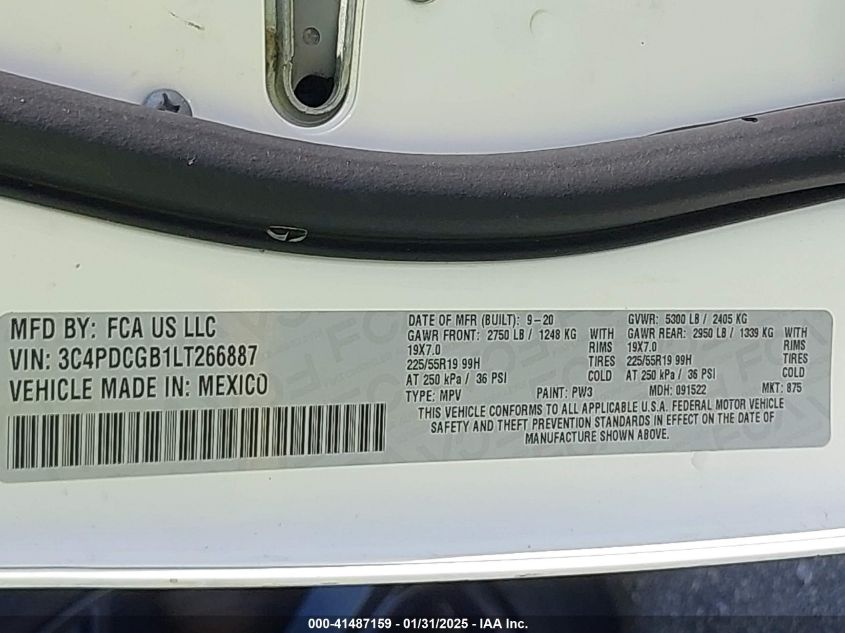 MFD BY: FCA US LLC
VIN: 3C4PDCGB1LT266887
VEHICLE MADE IN: MEXICO
DATE OF MFR (BUILT): 9-20
GAWR FRONT: 2750 LB / 1248 KG WITH
19X7.0 RIMS
225/55R19 99H TIRES
AT 250 kPa / 36 PSI COLD
TYPE: MPV
GVWR: 5300 LB / 2405 KG
GAWR REAR: 2950 LB / 1339 KG WITH
19X7.0 RIMS
225/55R19 99H TIRES
AT 250 kPa / 36 PSI COLD
PAINT: PW3 MDH: 091522 MKT: 875
THIS VEHICLE CONFORMS TO ALL APPLICABLE U.S.A. FEDERAL MOTOR VEHICLE
SAFETY AND THEFT PREVENTION STANDARDS IN EFFECT ON THE DATE OF
MANUFACTURE SHOWN ABOVE.
000-41487159 - 01/31/2025 - IAA Inc.